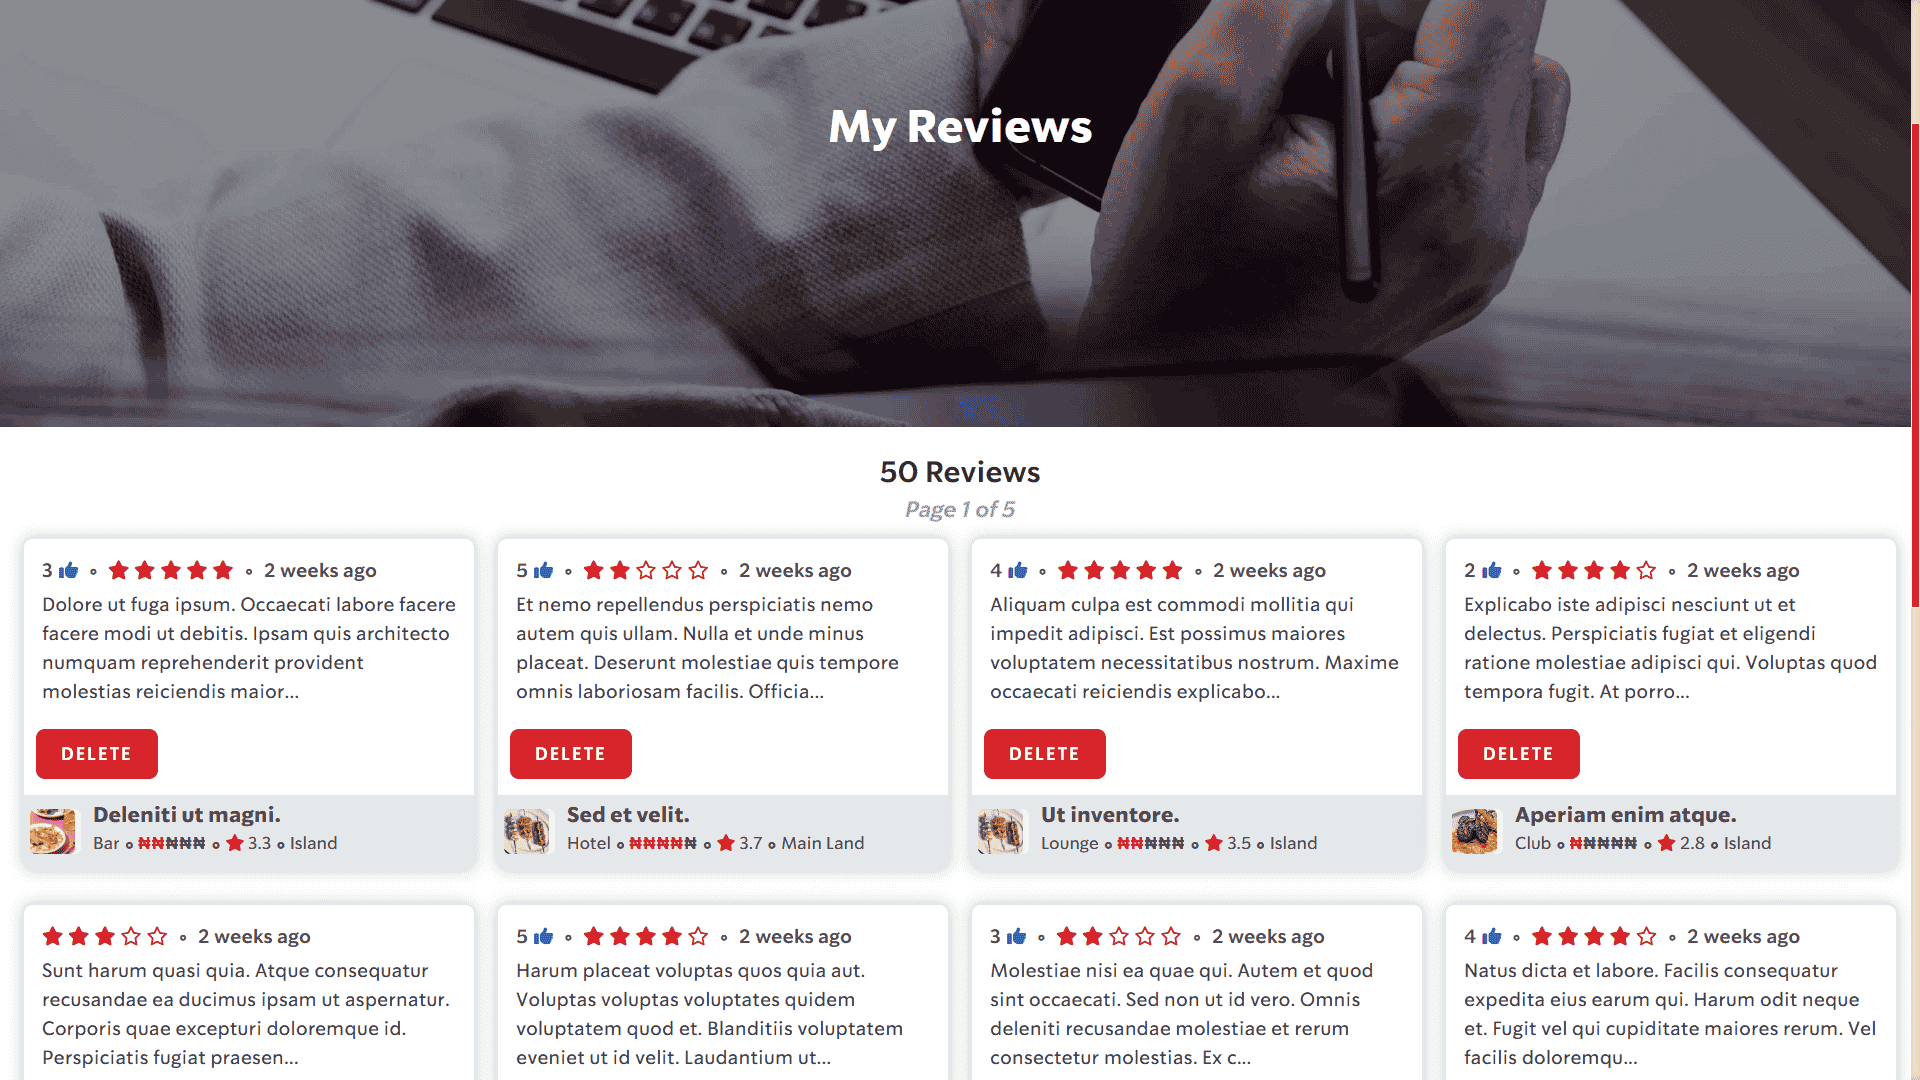 My Reviews
50 Reviews
Page 1 of 5
3 2 weeks ago
Dolore ut fuga ipsum. Occaecati labore facere
facere modi ut debitis. Ipsam quis architecto
numquam reprehenderit provident
molestias reiciendis maior...
DELETE
Deleniti ut magni.
Bar ₦₦₦₦₦ 3.3 Island
5 2 weeks ago
Et nemo repellendus perspiciatis nemo
autem quis ullam. Nulla et unde minus
placeat. Deserunt molestiae quis tempore
omnis laboriosam facilis. Officia...
DELETE
Sed et velit.
Hotel ₦₦₦₦₦ 3.7 Main Land
4 2 weeks ago
Aliquam culpa est commodi mollitia qui
impedit adipisci. Est possimus maiores
voluptatem necessitatibus nostrum. Maxime
occaecati reiciendis explicabo...
DELETE
Ut inventore.
Lounge ₦₦₦₦₦ 3.5 Island
2 2 weeks ago
Explicabo iste adipisci nesciunt ut et
delectus. Perspiciatis fugiat et eligendi
ratione molestiae adipisci qui. Voluptas quod
tempora fugit. At porro...
DELETE
Aperiam enim atque.
Club ₦₦₦₦₦ 2.8 Island
2 weeks ago
Sunt harum quasi quia. Atque consequatur
recusandae ea ducimus ipsam ut aspernatur.
Corporis quae excepturi doloremque id.
Perspiciatis fugiat praesen...
5 2 weeks ago
Harum placeat voluptas quos quia aut.
Voluptas voluptas voluptates quidem
voluptatem quod et. Blanditiis voluptatem
eveniet ut id velit. Laudantium ut...
3 2 weeks ago
Molestiae nisi ea quae qui. Autem et quod
sint occaecati. Sed non ut id vero. Omnis
deleniti recusandae molestiae et rerum
consectetur molestias. Ex c...
4 2 weeks ago
Natus dicta et labore. Facilis consequatur
expedita eius earum qui. Harum odit neque
et. Fugit vel qui cupiditate maiores rerum. Vel
facilis doloremqu...